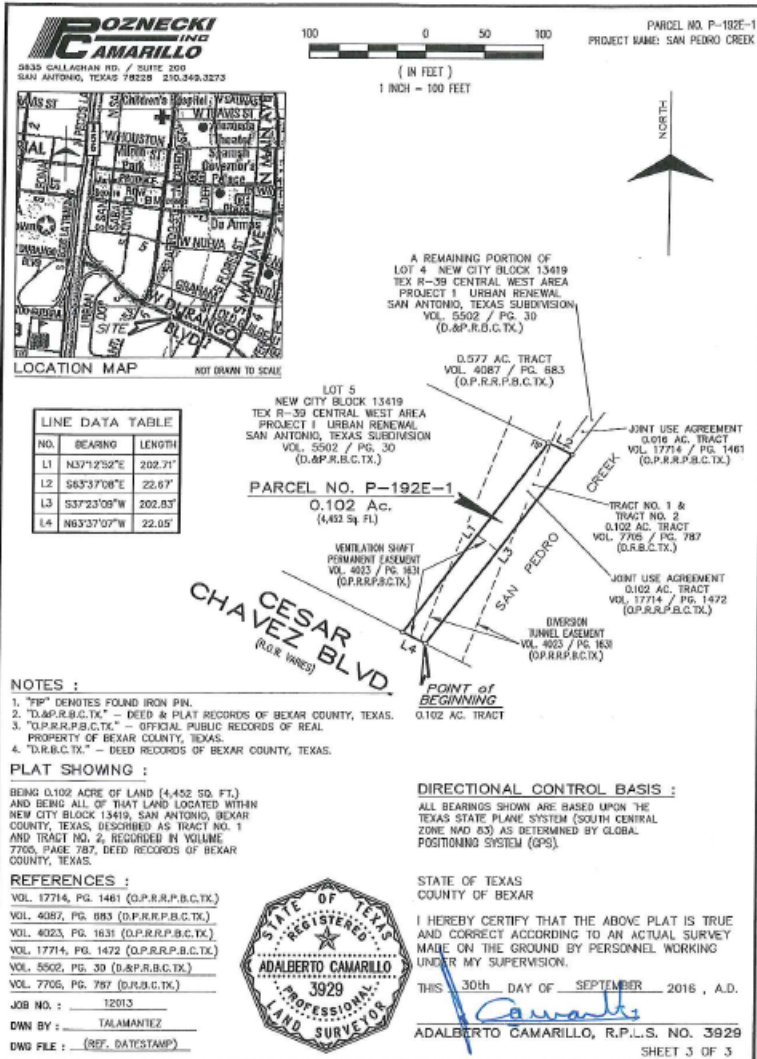 POZNECKI
INC
CAMARILLO
5835 CALLAGHAN RD. / SUITE 200
SAN ANTONIO, TEXAS 78228 210.349.3273
100 0 50 100
( IN FEET )
1 INCH = 100 FEET
PARCEL NO. P-192E-1
PROJECT NAME: SAN PEDRO CREEK
NORTH
Children's Hospital
W HOUSTON
Milam
Park
Spanish
Governor's
Palace
De Armas
W NUEVA
MAIN AVE
W DURANGO
BLVD
SITE
LOCATION MAP
NOT DRAWN TO SCALE
LINE DATA TABLE
NO. BEARING LENGTH
L1 N37°12'52"E 202.71'
L2 S63°37'08"E 22.67'
L3 S37°23'09"W 202.83'
L4 N63°37'07"W 22.05'
A REMAINING PORTION OF
LOT 4 NEW CITY BLOCK 13419
TEX R-39 CENTRAL WEST AREA
PROJECT 1 URBAN RENEWAL
SAN ANTONIO, TEXAS SUBDIVISION
VOL. 5502 / PG. 30
(D.&P.R.B.C.TX.)
0.577 AC. TRACT
VOL. 4087 / PG. 683
(O.P.R.R.P.B.C.TX.)
LOT 5
NEW CITY BLOCK 13419
TEX R-39 CENTRAL WEST AREA
PROJECT 1 URBAN RENEWAL
SAN ANTONIO, TEXAS SUBDIVISION
VOL. 5502 / PG. 30
(D.&P.R.B.C.TX.)
PARCEL NO. P-192E-1
0.102 Ac.
(4,452 Sq. Ft.)
L2
JOINT USE AGREEMENT
0.016 AC. TRACT
VOL. 17714 / PG. 1461
(O.P.R.R.P.B.C.TX.)
TRACT NO. 1 &
TRACT NO. 2
0.102 AC. TRACT
VOL. 7705 / PG. 787
(D.R.B.C.TX.)
JOINT USE AGREEMENT
0.102 AC. TRACT
VOL. 17714 / PG. 1472
(O.P.R.R.P.B.C.TX.)
VENTILATION SHAFT
PERMANENT EASEMENT
VOL. 4023 / PG. 1631
(O.P.R.R.P.B.C.TX.)
L1
L3
SAN PEDRO CREEK
DIVERSION
TUNNEL EASEMENT
VOL. 4023 / PG. 1631
(O.P.R.R.P.B.C.TX.)
CESAR
CHAVEZ BLVD
(R.O.W. VARIES)
L4
POINT of
BEGINNING
0.102 AC. TRACT
NOTES :
1. "FIP" DENOTES FOUND IRON PIN.
2. "D.&P.R.B.C.TX." – DEED & PLAT RECORDS OF BEXAR COUNTY, TEXAS.
3. "O.P.R.R.P.B.C.TX." – OFFICIAL PUBLIC RECORDS OF REAL
PROPERTY OF BEXAR COUNTY, TEXAS.
4. "D.R.B.C.TX." – DEED RECORDS OF BEXAR COUNTY, TEXAS.
PLAT SHOWING :
BEING 0.102 ACRE OF LAND (4,452 SQ. FT.)
AND BEING ALL OF THAT LAND LOCATED WITHIN
NEW CITY BLOCK 13419, SAN ANTONIO, BEXAR
COUNTY, TEXAS, DESCRIBED AS TRACT NO. 1
AND TRACT NO. 2, RECORDED IN VOLUME
7705, PAGE 787, DEED RECORDS OF BEXAR
COUNTY, TEXAS.
REFERENCES :
VOL. 17714, PG. 1461 (O.P.R.R.P.B.C.TX.)
VOL. 4087, PG. 683 (O.P.R.R.P.B.C.TX.)
VOL. 4023, PG. 1631 (O.P.R.R.P.B.C.TX.)
VOL. 17714, PG. 1472 (O.P.R.R.P.B.C.TX.)
VOL. 5502, PG. 30 (D.&P.R.B.C.TX.)
VOL. 7705, PG. 787 (D.R.B.C.TX.)
JOB NO. : 12013
DWN BY : TALAMANTEZ
DWG FILE : (REF. DATESTAMP)
STATE OF TEXAS
REGISTERED
ADALBERTO CAMARILLO
3929
PROFESSIONAL
LAND SURVEYOR
DIRECTIONAL CONTROL BASIS :
ALL BEARINGS SHOWN ARE BASED UPON THE
TEXAS STATE PLANE SYSTEM (SOUTH CENTRAL
ZONE NAD 83) AS DETERMINED BY GLOBAL
POSITIONING SYSTEM (GPS).
STATE OF TEXAS
COUNTY OF BEXAR
I HEREBY CERTIFY THAT THE ABOVE PLAT IS TRUE
AND CORRECT ACCORDING TO AN ACTUAL SURVEY
MADE ON THE GROUND BY PERSONNEL WORKING
UNDER MY SUPERVISION.
THIS 30th DAY OF SEPTEMBER 2016 , A.D.
ADALBERTO CAMARILLO, R.P.L.S. NO. 3929
SHEET 3 OF 3